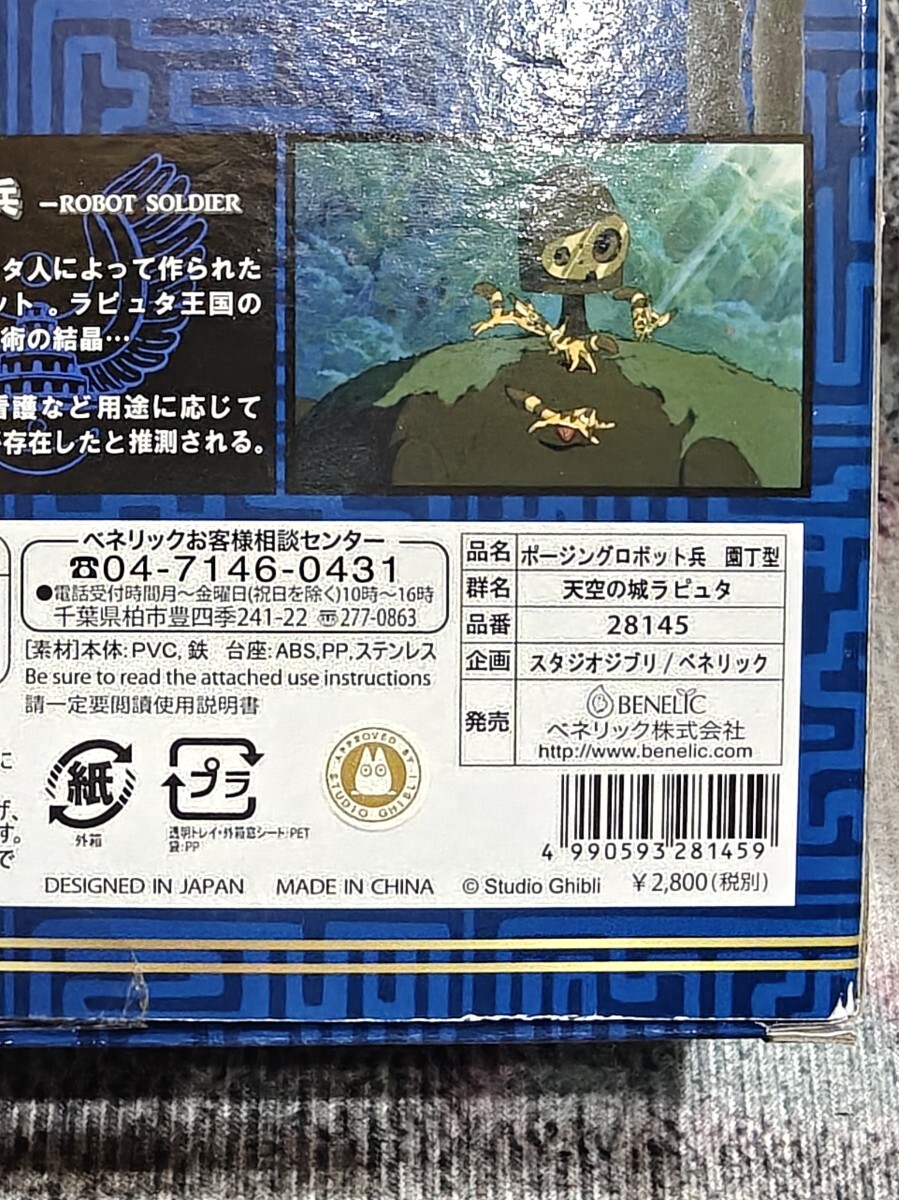 兵 －ROBOT SOLDIER
タ人によって作られた
ット。ラピュタ王国の
術の結晶…
看護など用途に応じて
存在したと推測される。
ベネリックお客様相談センター
☎04-7146-0431
●電話受付時間月～金曜日(祝日を除く)10時～16時
千葉県柏市豊四季241-22 〠277-0863
[素材]本体:PVC, 鉄 台座:ABS,PP,ステンレス
Be sure to read the attached use instructions
請一定要閲讀使用説明書
品名 ポージングロボット兵 園丁型
群名 天空の城ラピュタ
品番 28145
企画 スタジオジブリ/ベネリック
発売 BENELIC
ベネリック株式会社
http://www.benelic.com
に
げ、
す。
で
紙
外箱
プラ
透明トレイ・外箱窓シート:PET
袋:PP
APPROVED BY STUDIO GHIBLI
4 990593 281459
DESIGNED IN JAPAN MADE IN CHINA © Studio Ghibli ￥2,800(税別)